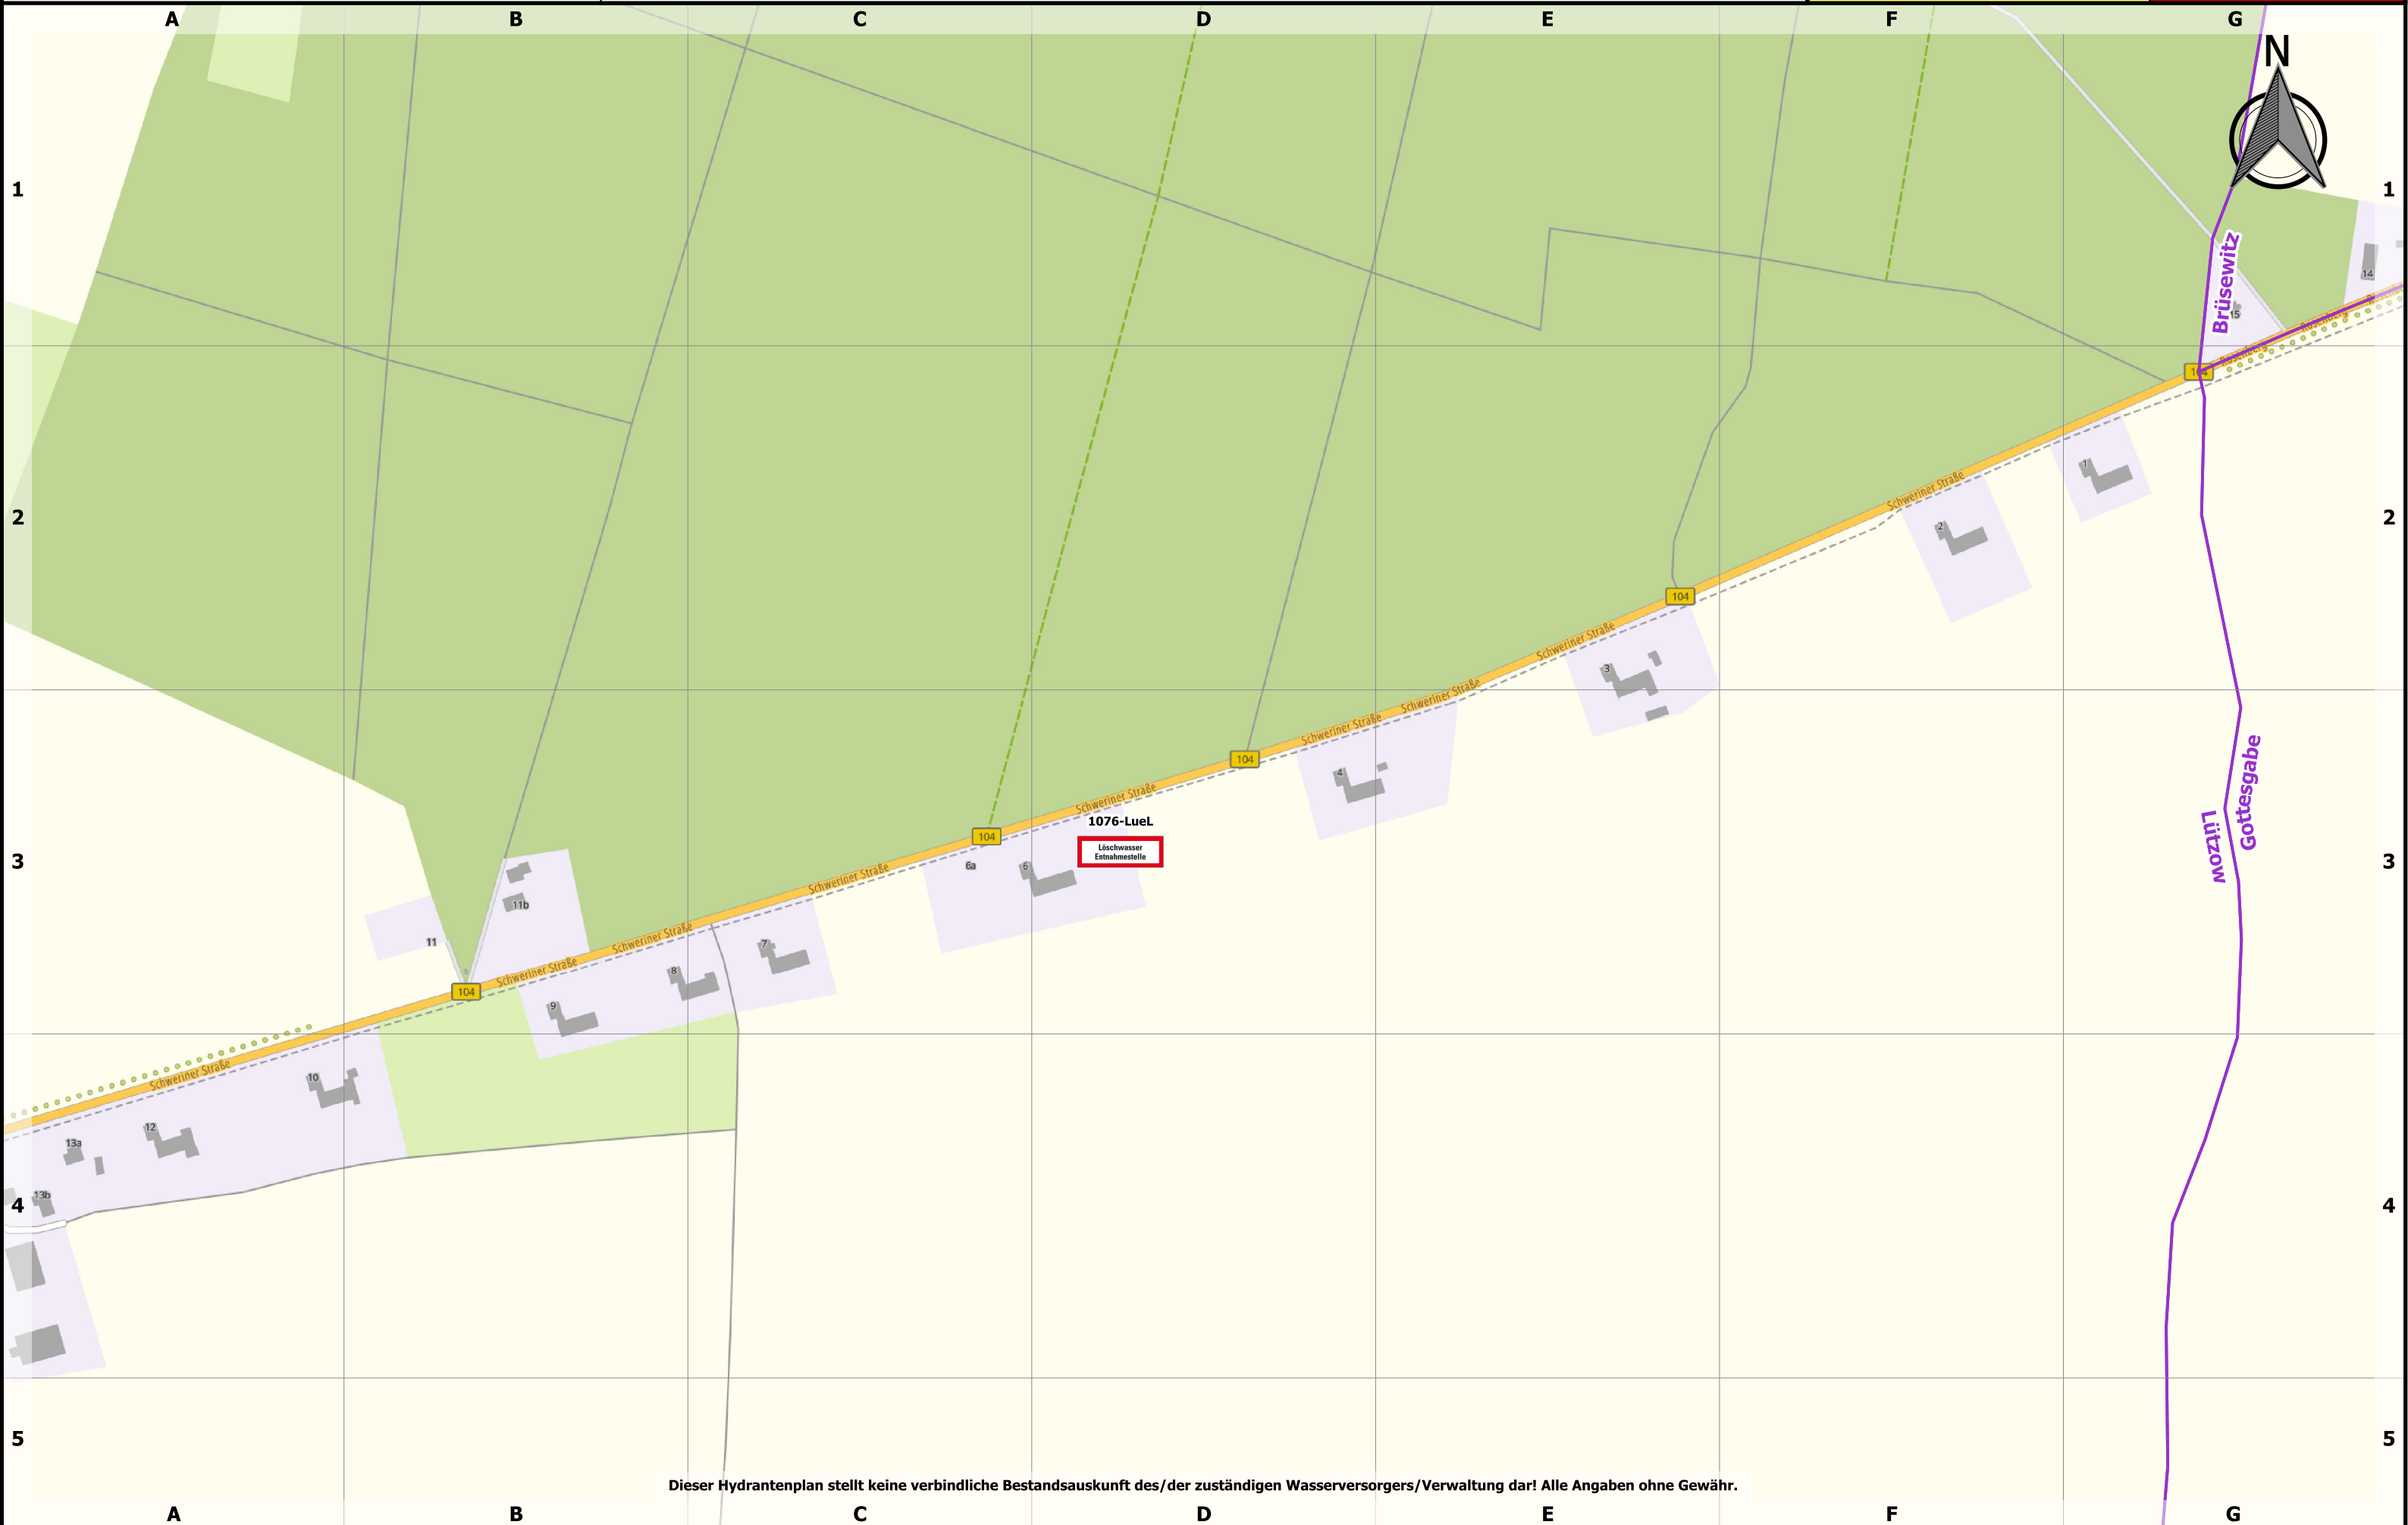 A B C D E F G
N
1 1
14
Brüsewitz
15
Rosenberg
Rosenberg
104
1
Schweriner Straße
2
2 2
104
Schweriner Straße
3
Schweriner Straße
Schweriner Straße
104
4
Schweriner Straße
1076-LueL
Löschwasser
Entnahmestelle
104
6a
6
3 3
Gottesgabe
Lützow
Schweriner Straße
11b
11
Schweriner Straße
7
Schweriner Straße
8
104
9
Schweriner Straße
10
12
13a
13b
4 4
5 5
Dieser Hydrantenplan stellt keine verbindliche Bestandsauskunft des/der zuständigen Wasserversorgers/Verwaltung dar! Alle Angaben ohne Gewähr.
A B C D E F G